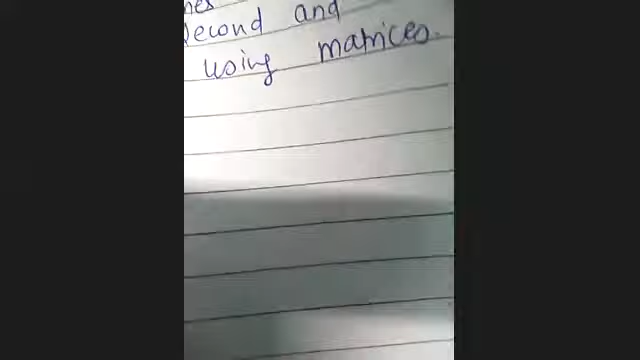 second and
using matrices.